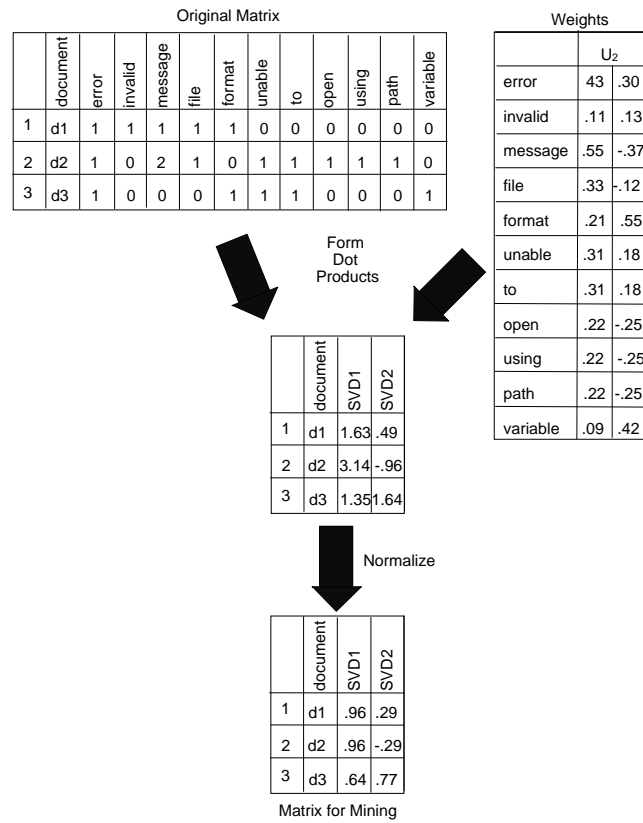 Original Matrix
document error invalid message file format unable to open using path variable
1 d1 1 1 1 1 1 0 0 0 0 0 0
2 d2 1 0 2 1 0 1 1 1 1 1 0
3 d3 1 0 0 0 1 1 1 0 0 0 1
Weights
U2
error 43 .30
invalid .11 .13
message .55 -.37
file .33 -.12
format .21 .55
unable .31 .18
to .31 .18
open .22 -.25
using .22 -.25
path .22 -.25
variable .09 .42
Form
Dot
Products
document SVD1 SVD2
1 d1 1.63 .49
2 d2 3.14 -.96
3 d3 1.35 1.64
Normalize
document SVD1 SVD2
1 d1 .96 .29
2 d2 .96 -.29
3 d3 .64 .77
Matrix for Mining